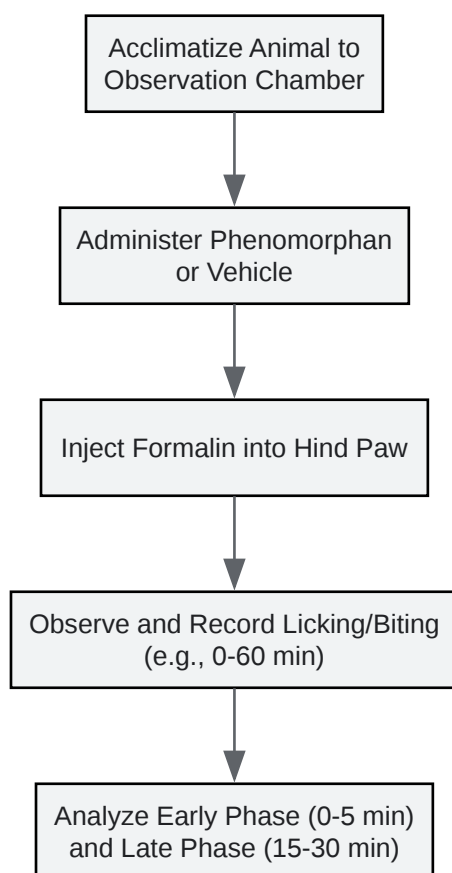 Acclimatize Animal to
Observation Chamber
Administer Phenomorphan
or Vehicle
Inject Formalin into Hind Paw
Observe and Record Licking/Biting
(e.g., 0-60 min)
Analyze Early Phase (0-5 min)
and Late Phase (15-30 min)